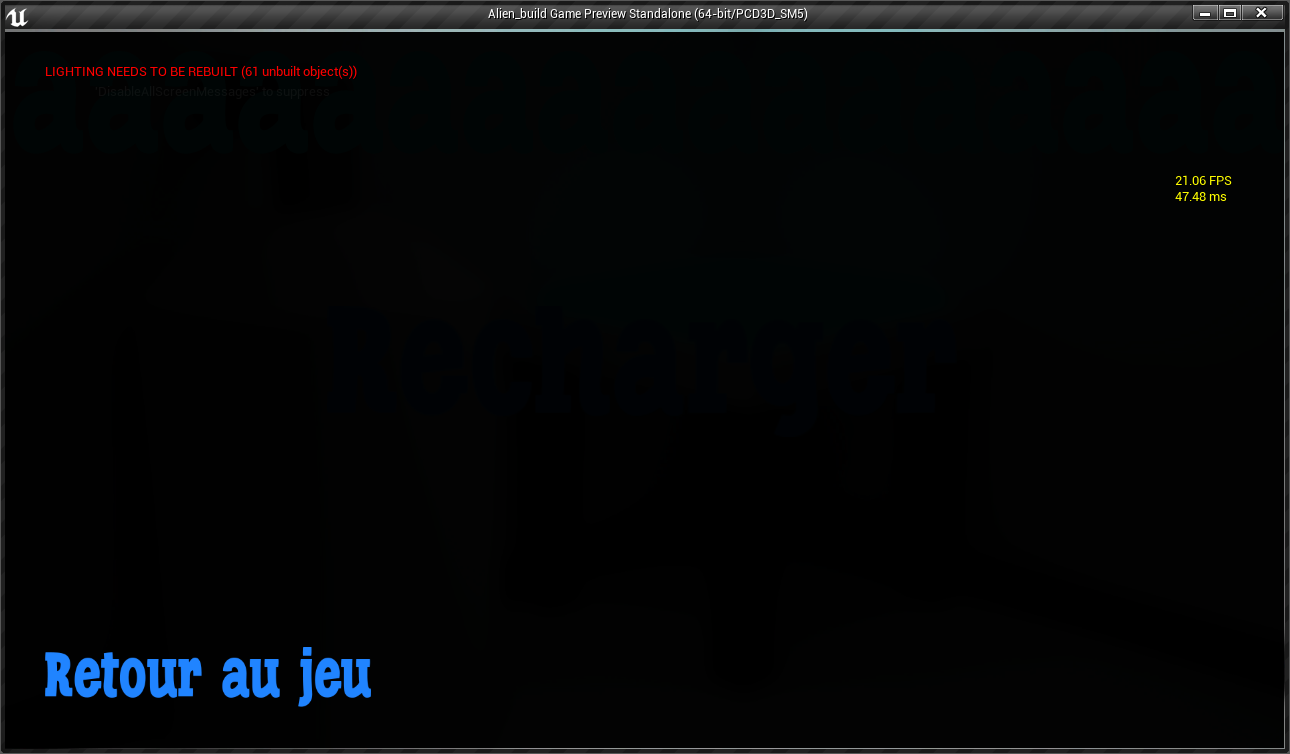 Alien_build Game Preview Standalone (64-bit/PCD3D_SM5)
LIGHTING NEEDS TO BE REBUILT (61 unbuilt object(s))
'DisableAllScreenMessages' to suppress
21.06 FPS
47.48 ms
Recharger
Retour au jeu